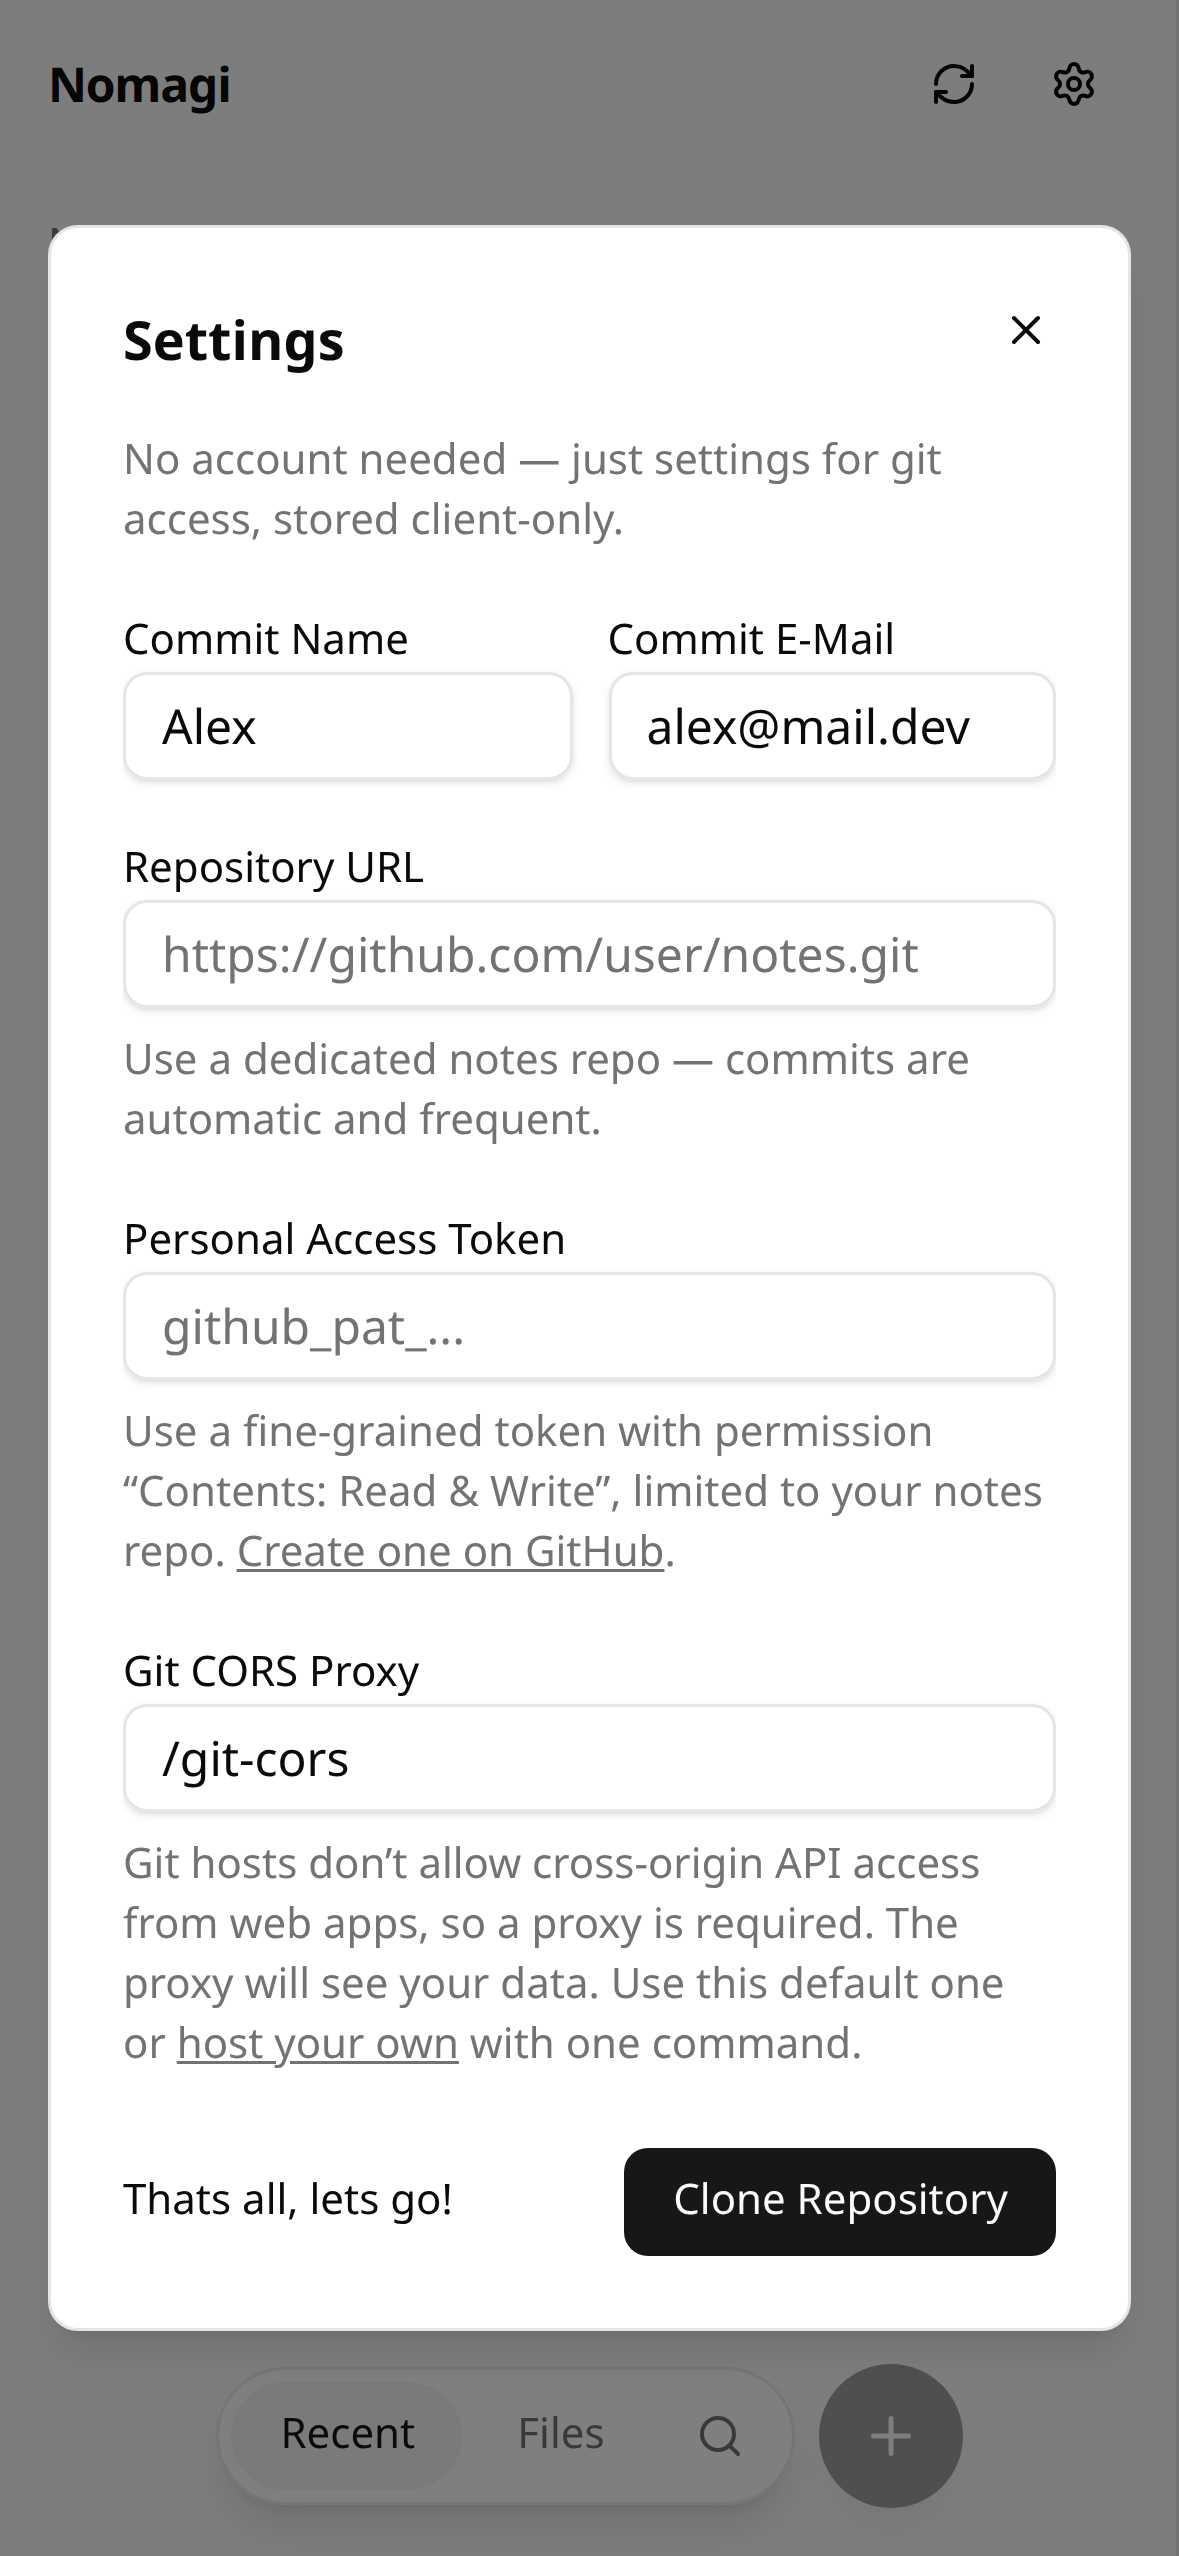 Nomagi
Settings
No account needed — just settings for git
access, stored client-only.
Commit Name
Commit E-Mail
Alex
alex@mail.dev
Repository URL
https://github.com/user/notes.git
Use a dedicated notes repo — commits are
automatic and frequent.
Personal Access Token
github_pat_...
Use a fine-grained token with permission
“Contents: Read & Write”, limited to your notes
repo. Create one on GitHub.
Git CORS Proxy
/git-cors
Git hosts don’t allow cross-origin API access
from web apps, so a proxy is required. The
proxy will see your data. Use this default one
or host your own with one command.
Thats all, lets go!
Clone Repository
Recent
Files